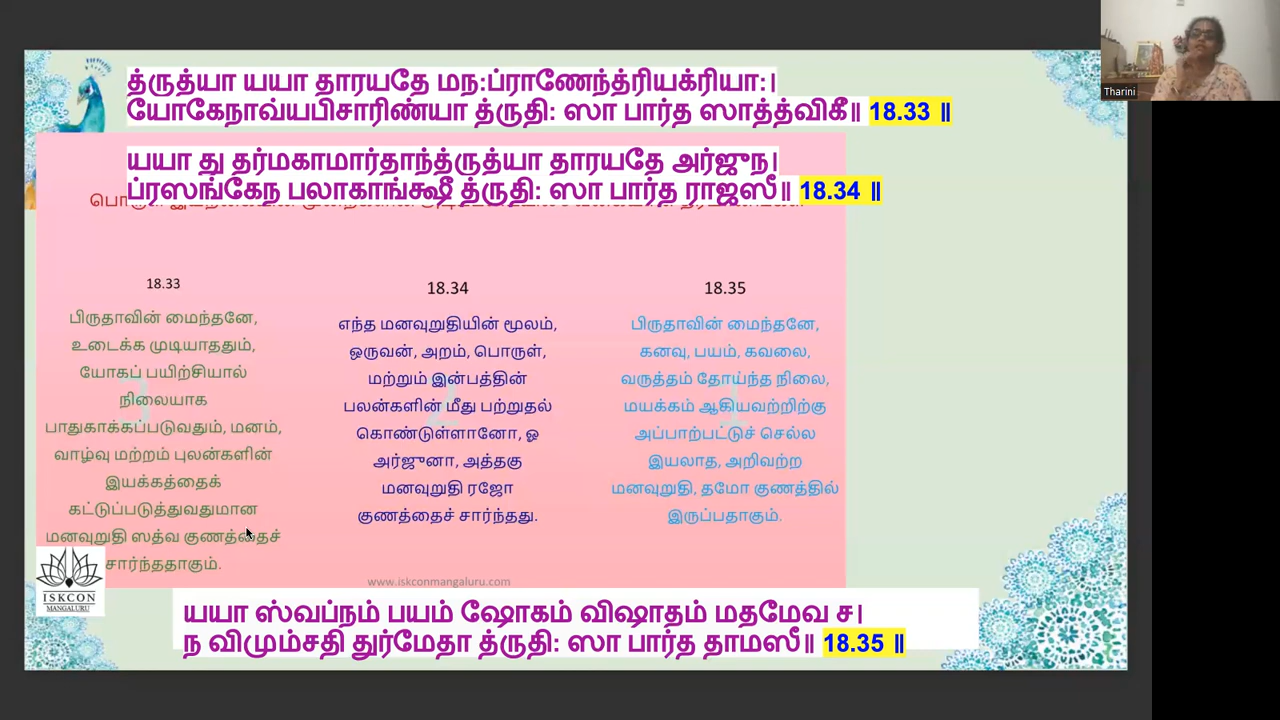 த்ருத்யா யயா தாரயதே மந:ப்ராணேந்த்ரியக்ரியா:|
யோகேநாவ்யபிசாரிண்யா த்ருதி: ஸா பார்த ஸாத்த்விகீ॥ 18.33 ॥
யயா து தர்மகாமார்தாந்த்ருத்யா தாரயதே அர்ஜுந|
ப்ரஸங்கேந பலாகாங்க்ஷீ த்ருதி: ஸா பார்த ராஜஸீ॥ 18.34 ॥
18.33
பிருதாவின் மைந்தனே,
உடைக்க முடியாததும்,
யோகப் பயிற்சியால்
நிலையாக
பாதுகாக்கப்படுவதும், மனம்,
வாழ்வு மற்றம் புலன்களின்
இயக்கத்தைக்
கட்டுப்படுத்துவதுமான
மனவுறுதி ஸத்வ குணத்தைச்
சார்ந்ததாகும்.
18.34
எந்த மனவுறுதியின் மூலம்,
ஒருவன், அறம், பொருள்,
மற்றும் இன்பத்தின்
பலன்களின் மீது பற்றுதல்
கொண்டுள்ளானோ, ஓ
அர்ஜுனா, அத்தகு
மனவுறுதி ரஜோ
குணத்தைச் சார்ந்தது.
18.35
பிருதாவின் மைந்தனே,
கனவு, பயம், கவலை,
வருத்தம் தோய்ந்த நிலை,
மயக்கம் ஆகியவற்றிற்கு
அப்பாற்பட்டுச் செல்ல
இயலாத, அறிவற்ற
மனவுறுதி, தமோ குணத்தில்
இருப்பதாகும்.
www.iskconmangaluru.com
ISKCON
MANGALURU
யயா ஸ்வப்நம் பயம் ஷோகம் விஷாதம் மதமேவ ச|
ந விமும்சதி துர்மேதா த்ருதி: ஸா பார்த தாமஸீ॥ 18.35 ॥
Tharini